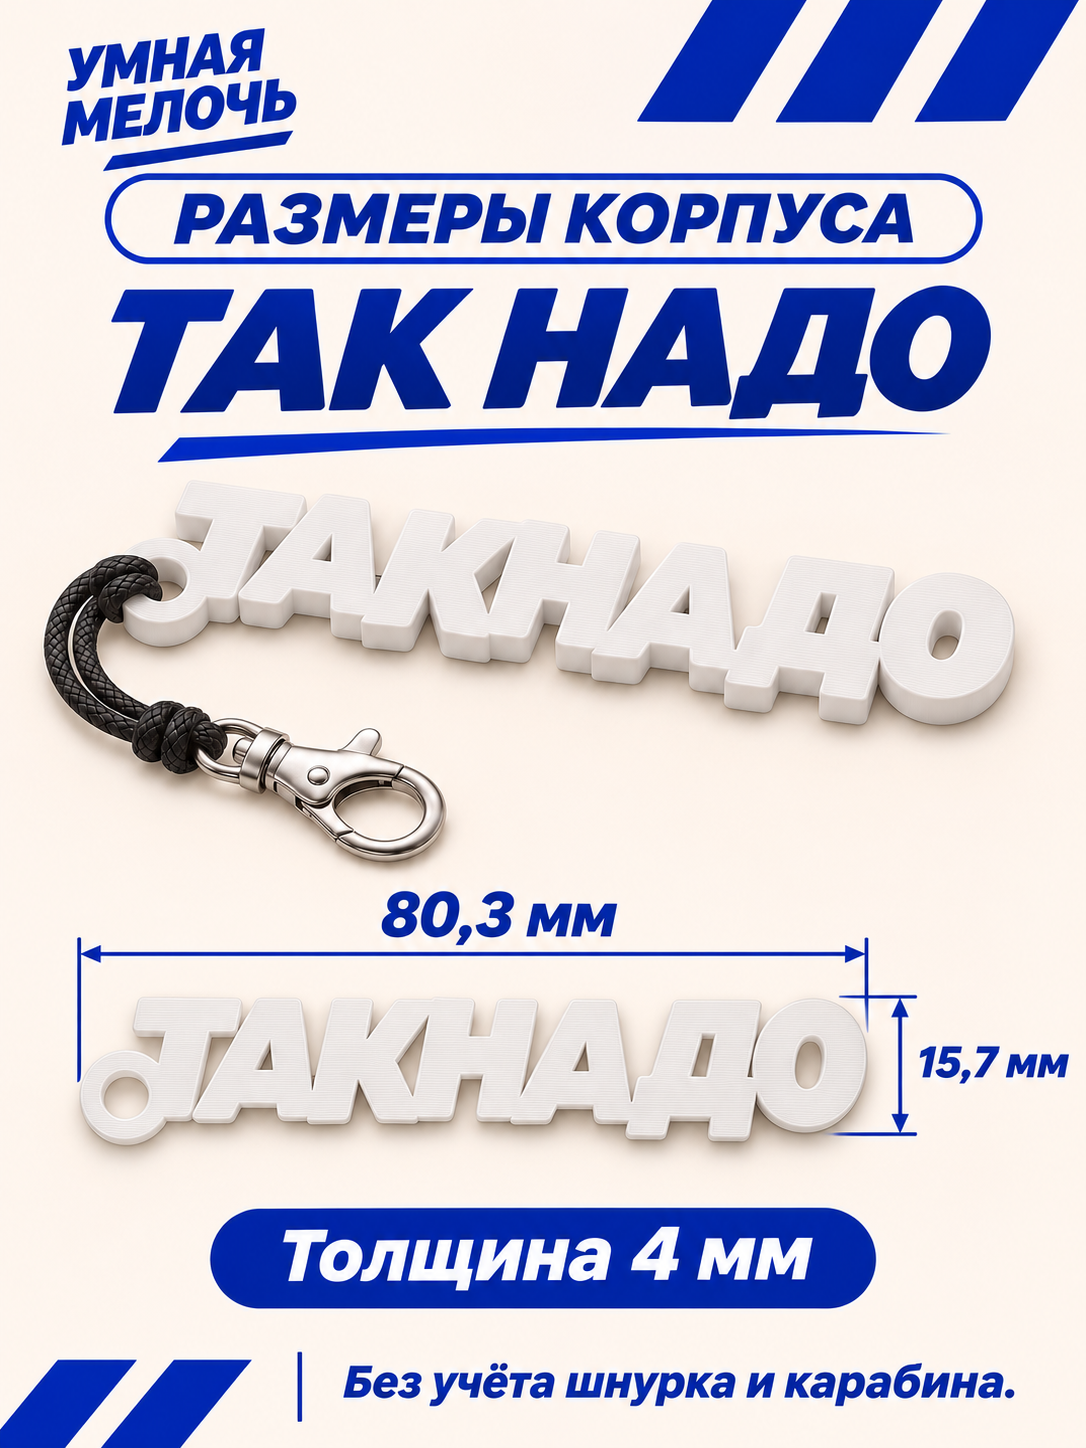 УМНАЯ
МЕЛОЧЬ
РАЗМЕРЫ КОРПУСА
ТАК НАДО
ТАКНАДО
80,3 мм
ТАКНАДО
15,7 мм
Толщина 4 мм
Без учёта шнурка и карабина.